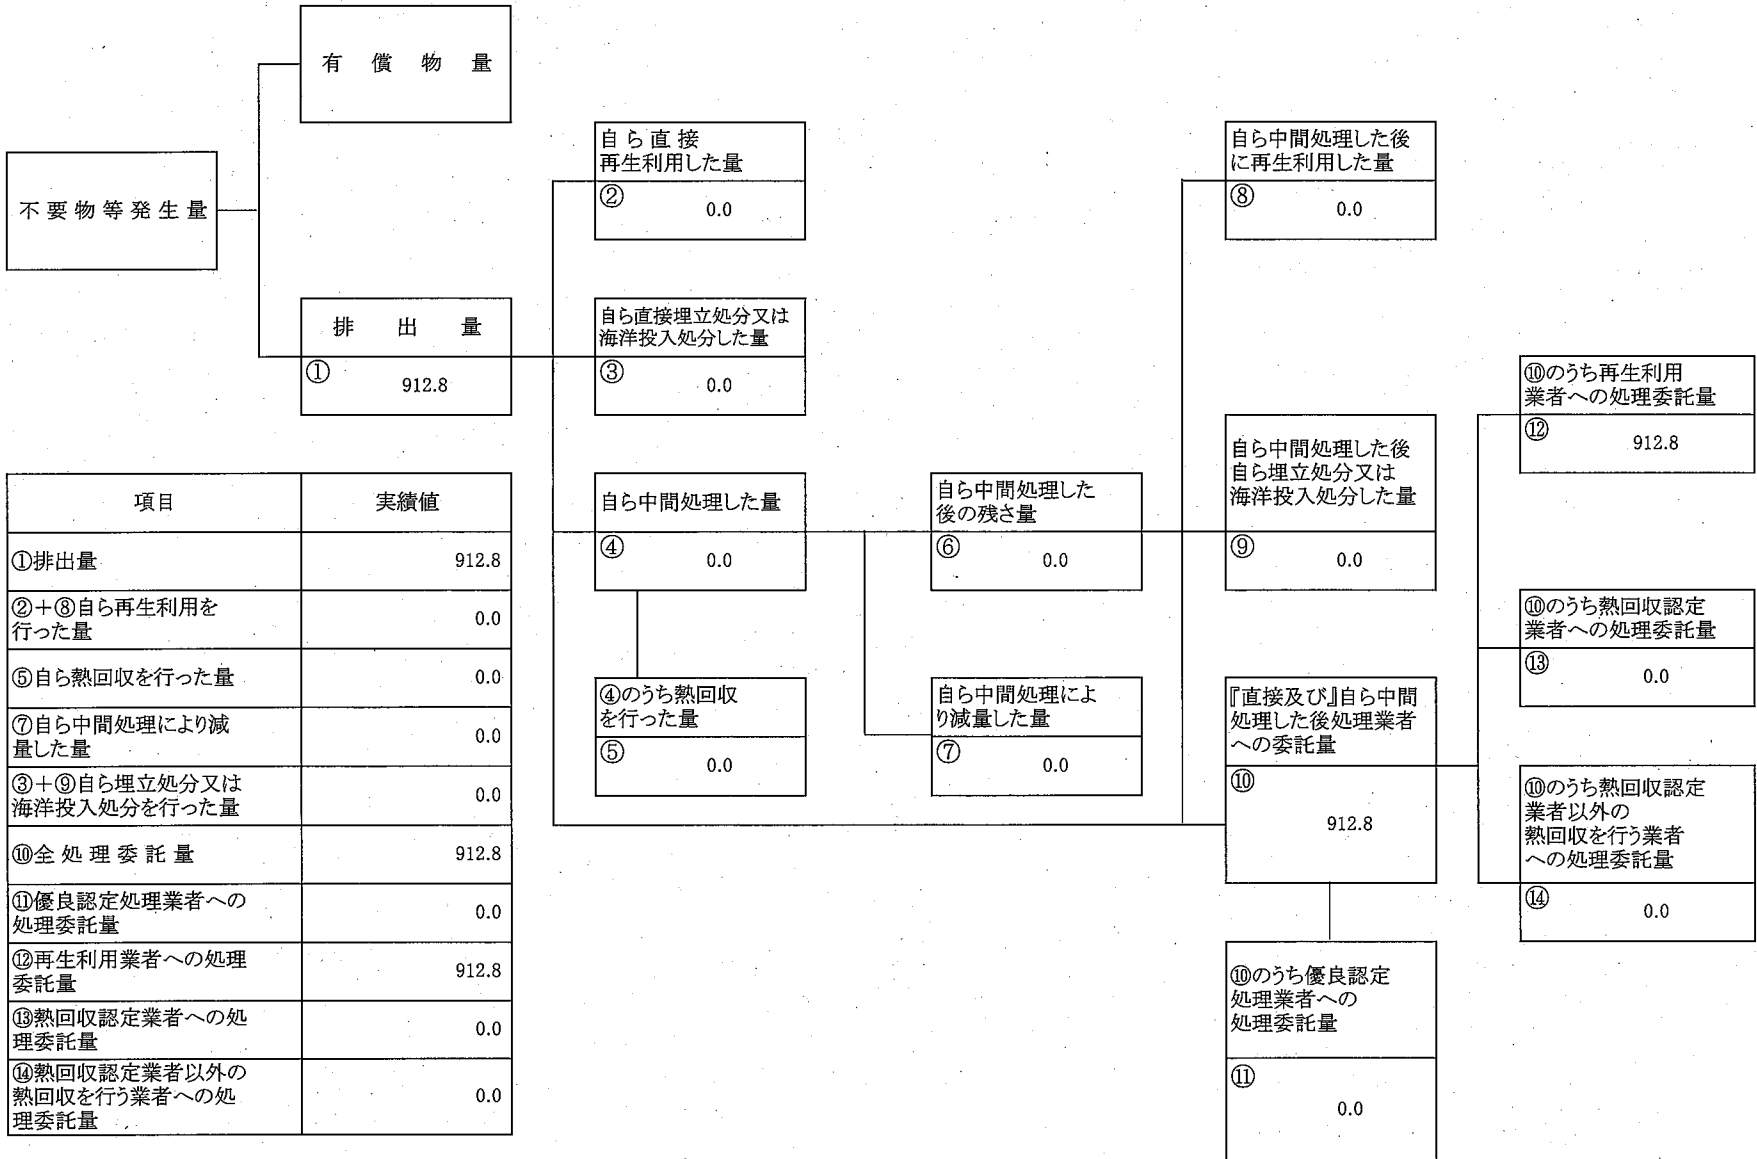 有償物量
不要物等発生量
排出量
① 912.8
自ら直接
再生利用した量
② 0.0
自ら直接埋立処分又は
海洋投入処分した量
③ 0.0
自ら中間処理した量
④ 0.0
④のうち熱回収
を行った量
⑤ 0.0
自ら中間処理した
後の残さ量
⑥ 0.0
自ら中間処理によ
り減量した量
⑦ 0.0
自ら中間処理した後
に再生利用した量
⑧ 0.0
自ら中間処理した後
自ら埋立処分又は
海洋投入処分した量
⑨ 0.0
『直接及び』自ら中間
処理した後処理業者
への委託量
⑩
912.8
⑩のうち優良認定
処理業者への
処理委託量
⑪
0.0
⑩のうち再生利用
業者への処理委託量
⑫ 912.8
⑩のうち熱回収認定
業者への処理委託量
⑬ 0.0
⑩のうち熱回収認定
業者以外の
熱回収を行う業者
への処理委託量
⑭ 0.0
項目 実績値
①排出量 912.8
②+⑧自ら再生利用を
行った量 0.0
⑤自ら熱回収を行った量 0.0
⑦自ら中間処理により減
量した量 0.0
③+⑨自ら埋立処分又は
海洋投入処分を行った量 0.0
⑩全処理委託量 912.8
⑪優良認定処理業者への
処理委託量 0.0
⑫再生利用業者への処理
委託量 912.8
⑬熱回収認定業者への処
理委託量 0.0
⑭熱回収認定業者以外の
熱回収を行う業者への処
理委託量 0.0